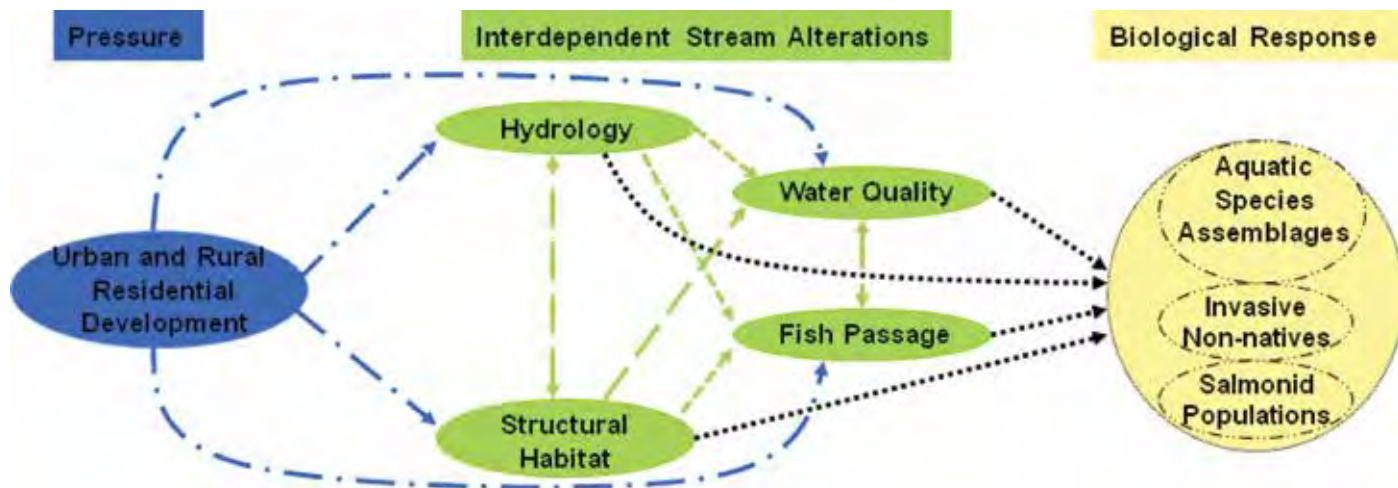 Pressure
Interdependent Stream Alterations
Biological Response
Hydrology
Water Quality
Aquatic
Species
Assemblages
Urban and Rural
Residential
Development
Fish Passage
Invasive
Non-natives
Structural
Habitat
Salmonid
Populations